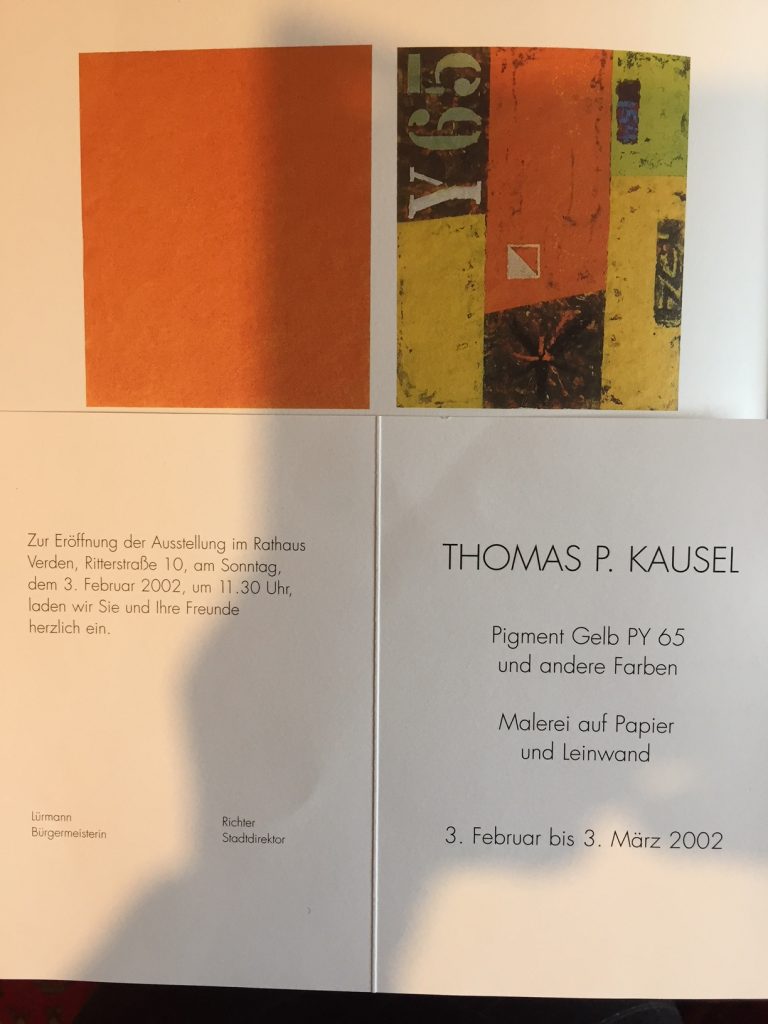 Y 65
Zur Eröffnung der Ausstellung im Rathaus
Verden, Ritterstraße 10, am Sonntag,
dem 3. Februar 2002, um 11.30 Uhr,
laden wir Sie und Ihre Freunde
herzlich ein.
Lürmann
Bürgermeisterin
Richter
Stadtdirektor
THOMAS P. KAUSEL
Pigment Gelb PY 65
und andere Farben
Malerei auf Papier
und Leinwand
3. Februar bis 3. März 2002